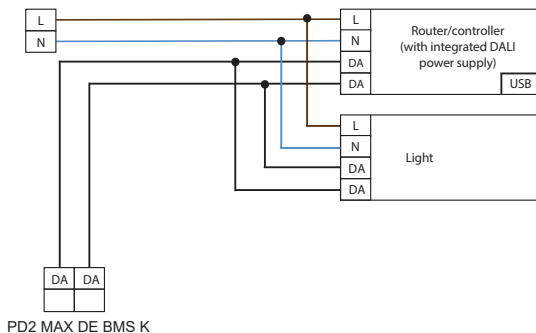 L
N
L
N
DA
DA
Router/controller
(with integrated DALI
power supply)
USB
L
N
DA
DA
Light
DA DA
PD2 MAX DE BMS K